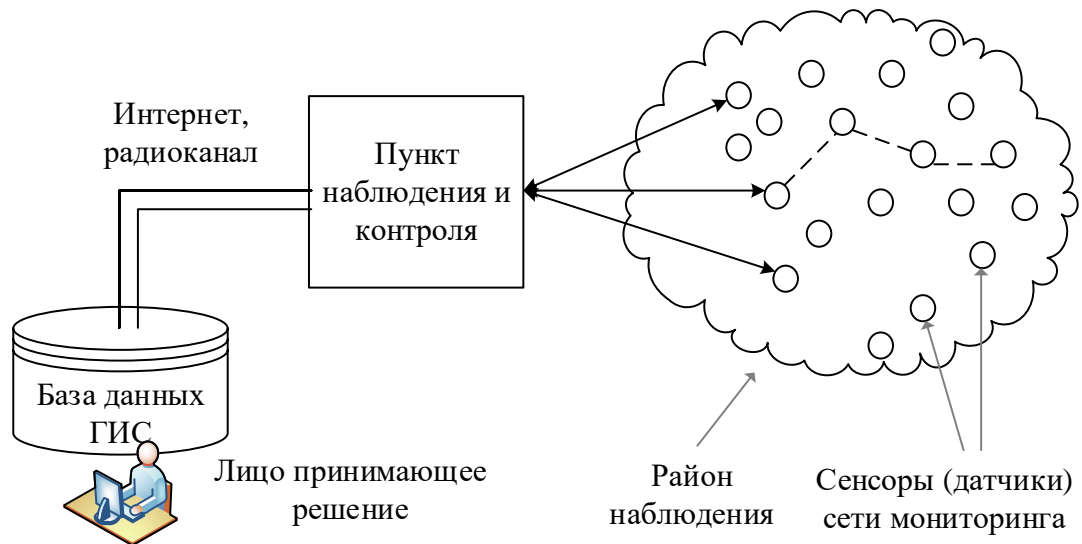 Интернет,
радиоканал
Пункт
наблюдения и
контроля
База данных
ГИС
Лицо принимающее
решение
Район
наблюдения
Сенсоры (датчики)
сети мониторинга